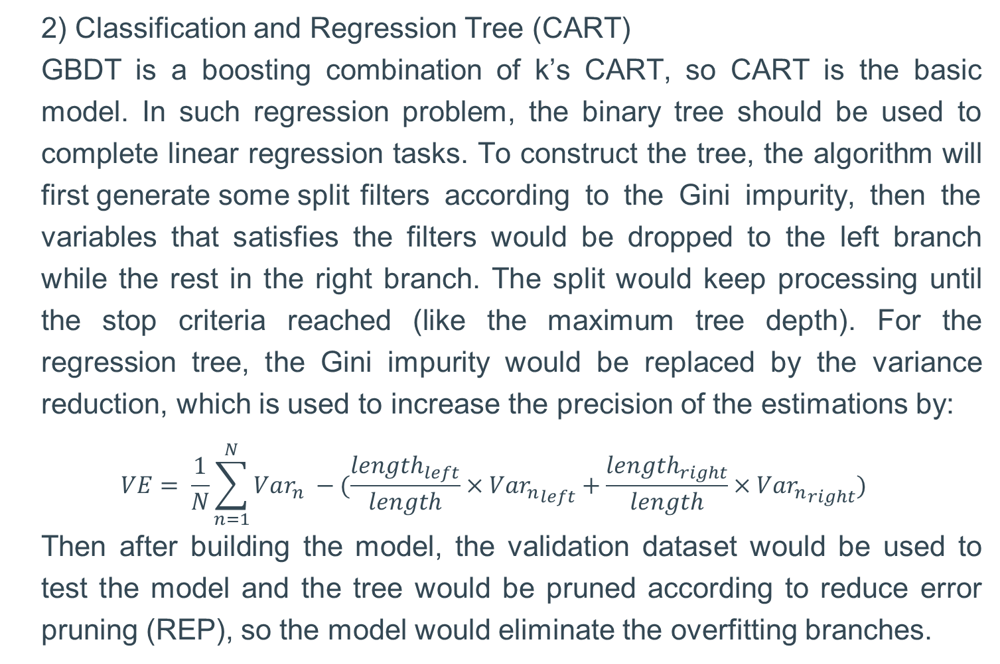 2) Classification and Regression Tree (CART)
GBDT is a boosting combination of k’s CART, so CART is the basic
model. In such regression problem, the binary tree should be used to
complete linear regression tasks. To construct the tree, the algorithm will
first generate some split filters according to the Gini impurity, then the
variables that satisfies the filters would be dropped to the left branch
while the rest in the right branch. The split would keep processing until
the stop criteria reached (like the maximum tree depth). For the
regression tree, the Gini impurity would be replaced by the variance
reduction, which is used to increase the precision of the estimations by:
VE = \frac{1}{N} \sum_{n=1}^{N} Var_n - (\frac{length_{left}}{length} × Var_{n_{left}} + \frac{length_{right}}{length} × Var_{n_{right}})
Then after building the model, the validation dataset would be used to
test the model and the tree would be pruned according to reduce error
pruning (REP), so the model would eliminate the overfitting branches.